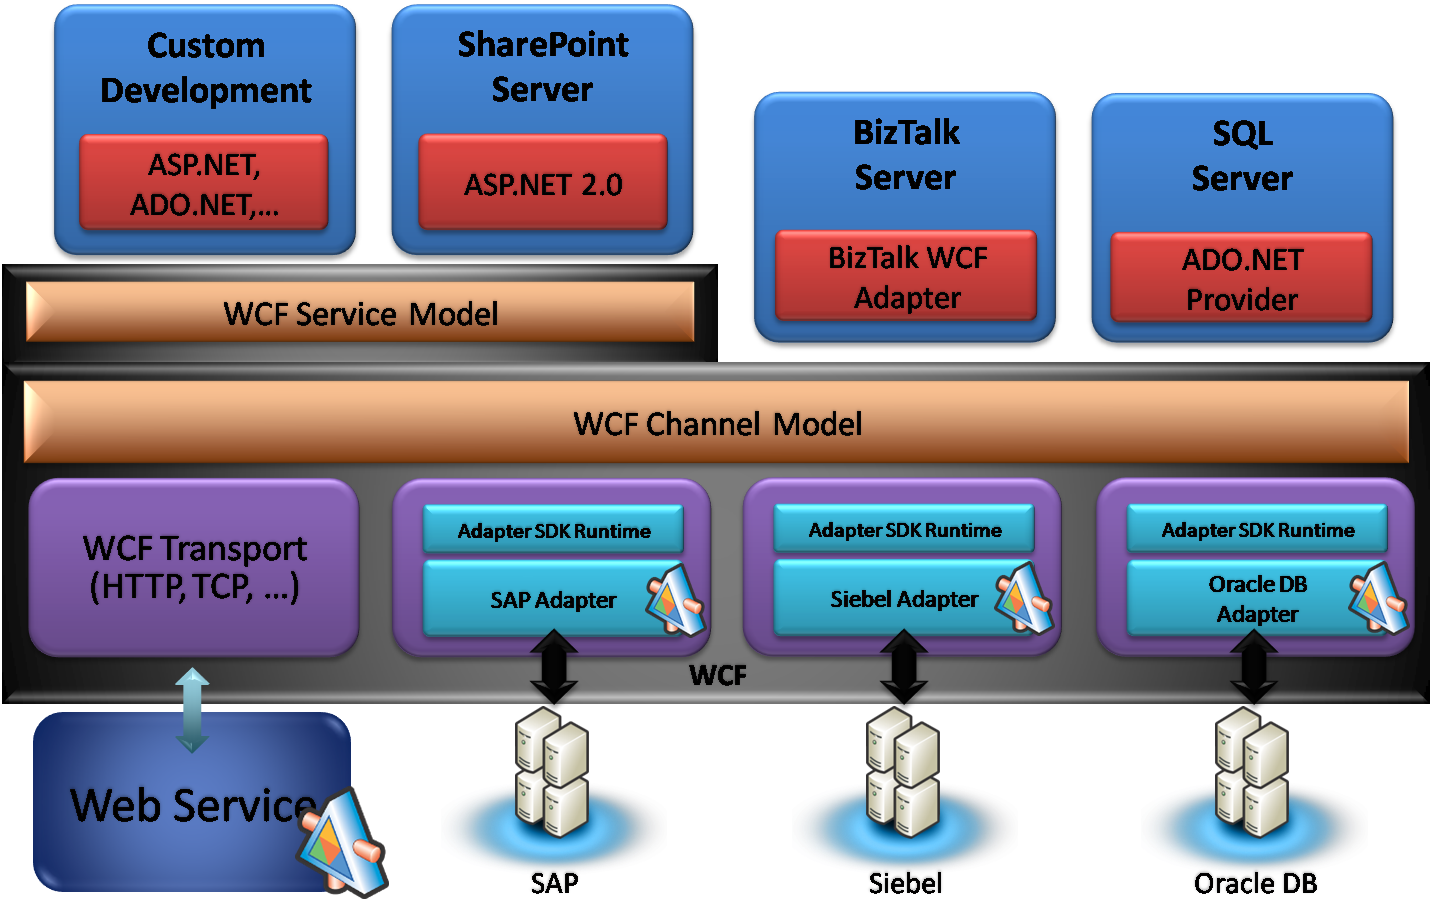 Custom
Development
ASP.NET,
ADO.NET,...
SharePoint
Server
ASP.NET 2.0
BizTalk
Server
BizTalk WCF
Adapter
SQL
Server
ADO.NET
Provider
WCF Service Model
WCF Channel Model
WCF Transport
(HTTP, TCP, ...)
Adapter SDK Runtime
SAP Adapter
Adapter SDK Runtime
Siebel Adapter
Adapter SDK Runtime
Oracle DB
Adapter
WCF
Web Service
SAP
Siebel
Oracle DB